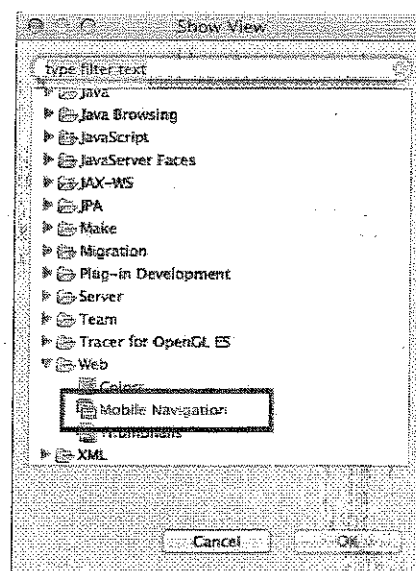 Show View
type filter text
Java
Java Browsing
JavaScript
JavaServer Faces
JAX-WS
JPA
Make
Migration
Plug-in Development
Server
Team
Tracer for OpenGL ES
Web
Colors
Mobile Navigation
Thumbnails
XML
Cancel
OK